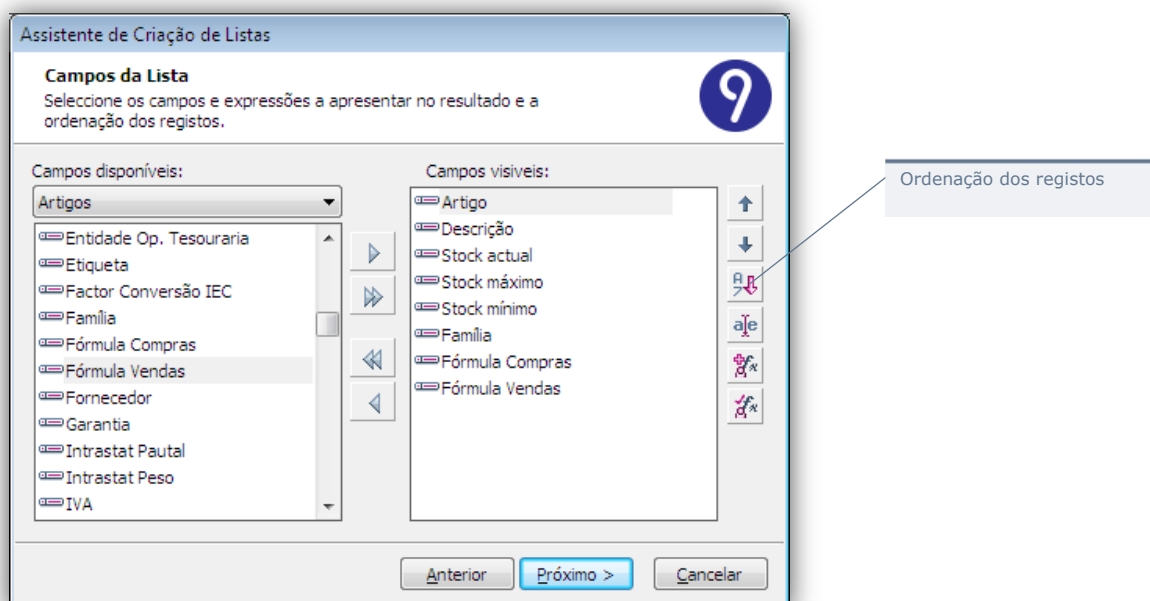 Assistente de Criação de Listas
Campos da Lista
Seleccione os campos e expressões a apresentar no resultado e a
ordenação dos registos.
9
Campos disponíveis:
Artigos
Entidade Op. Tesouraria
Etiqueta
Factor Conversão IEC
Família
Fórmula Compras
Fórmula Vendas
Fornecedor
Garantia
Intrastat Pautal
Intrastat Peso
IVA
Campos visiveis:
Artigo
Descrição
Stock actual
Stock máximo
Stock mínimo
Família
Fórmula Compras
Fórmula Vendas
Ordenação dos registos
Anterior
Próximo >
Cancelar